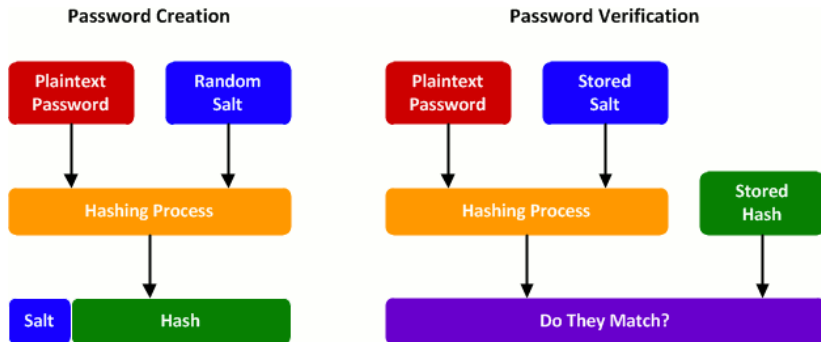 Password Creation
Plaintext
Password
Random
Salt
Hashing Process
Salt
Hash
Password Verification
Plaintext
Password
Stored
Salt
Hashing Process
Stored
Hash
Do They Match?